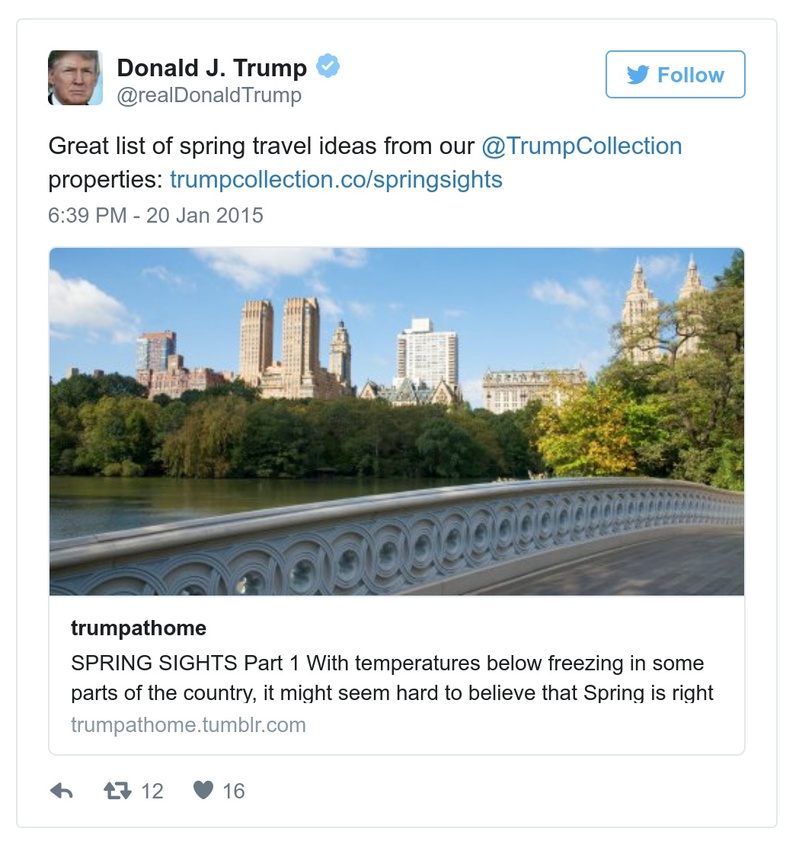 Donald J. Trump
@realDonaldTrump
Follow
Great list of spring travel ideas from our @TrumpCollection
properties: trumpcollection.co/springsights
6:39 PM - 20 Jan 2015
trumpathome
SPRING SIGHTS Part 1 With temperatures below freezing in some
parts of the country, it might seem hard to believe that Spring is right
trumpathome.tumblr.com
12
16